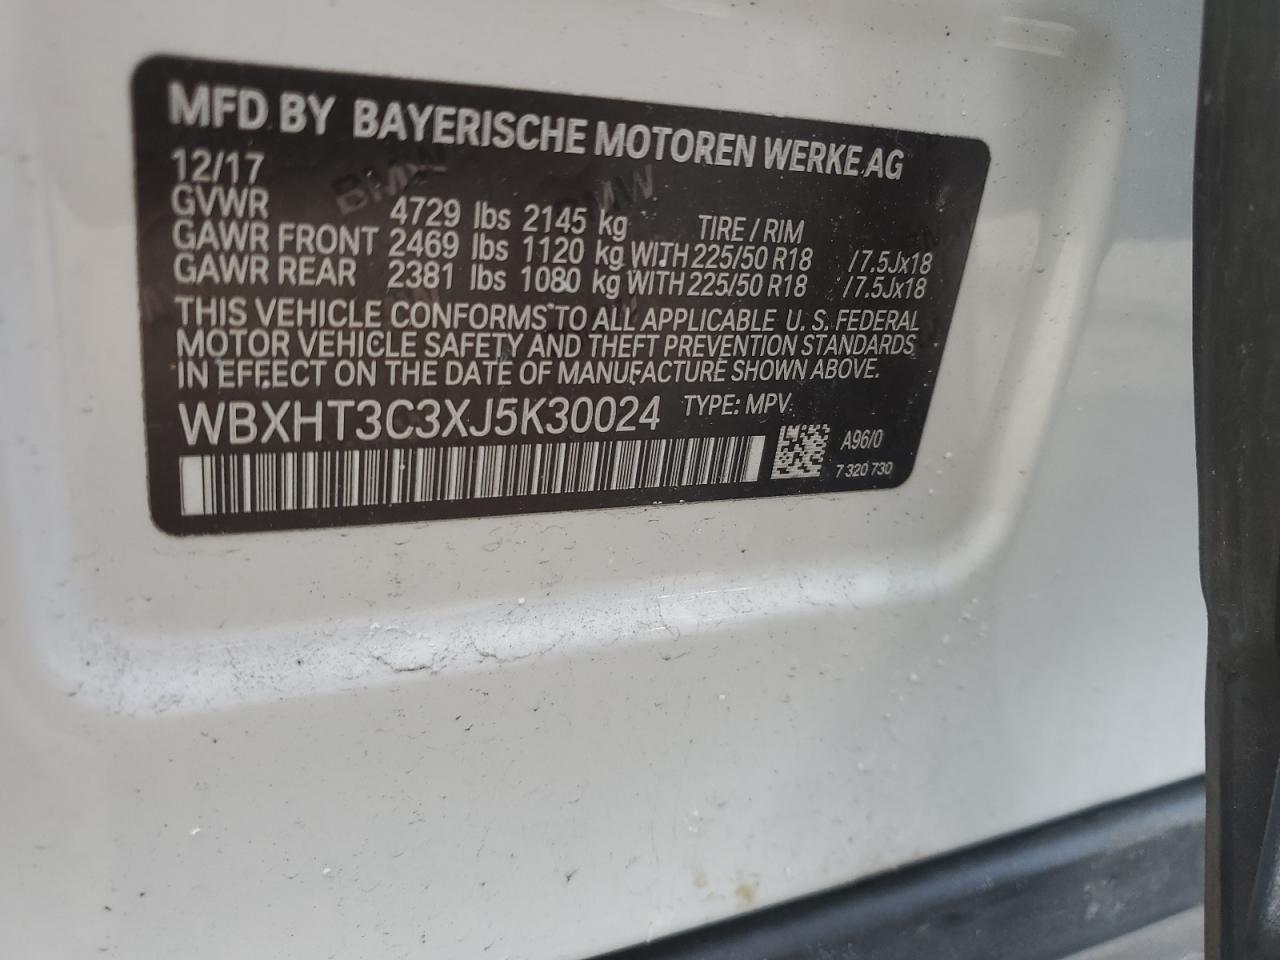 MFD BY BAYERISCHE MOTOREN WERKE AG
12/17
GVWR 4729 lbs 2145 kg TIRE / RIM
GAWR FRONT 2469 lbs 1120 kg WITH 225/50 R18 / 7.5Jx18
GAWR REAR 2381 lbs 1080 kg WITH 225/50 R18 / 7.5Jx18
THIS VEHICLE CONFORMS TO ALL APPLICABLE U. S. FEDERAL
MOTOR VEHICLE SAFETY AND THEFT PREVENTION STANDARDS
IN EFFECT ON THE DATE OF MANUFACTURE SHOWN ABOVE.
WBXHT3C3XJ5K30024 TYPE: MPV
A96/0
7 320 730
BMW
BMW